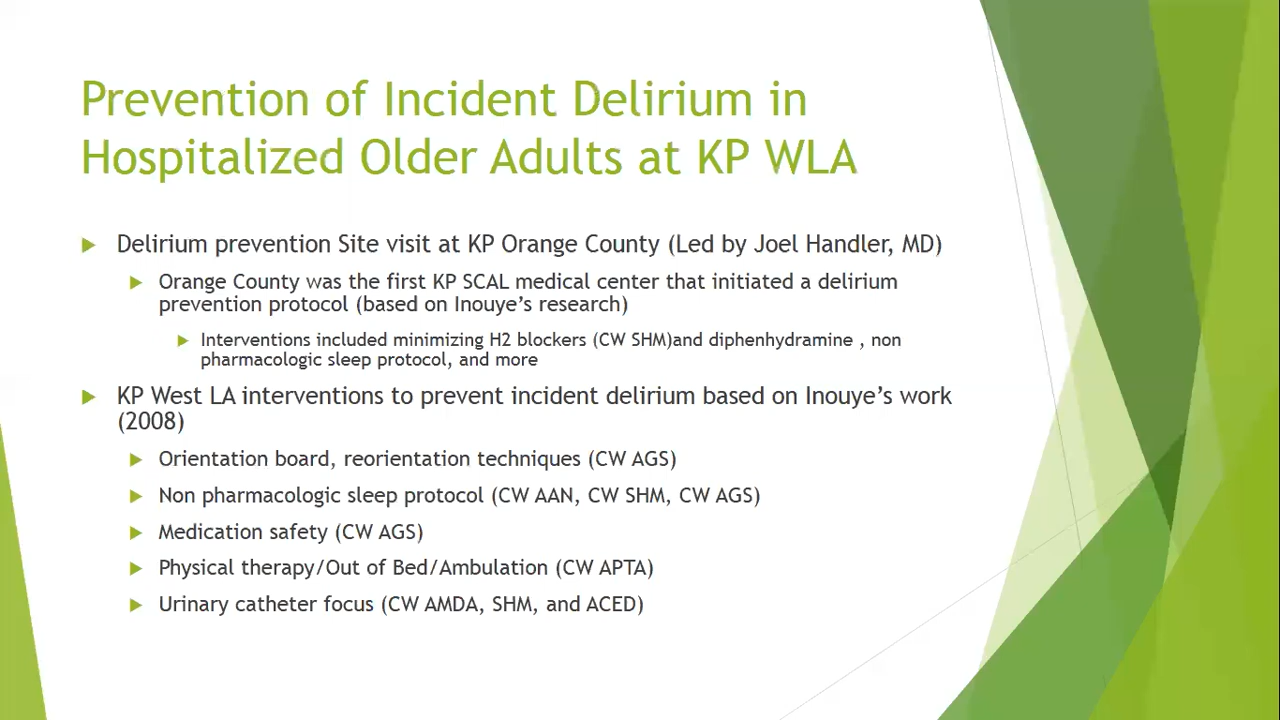 Prevention of Incident Delirium in
Hospitalized Older Adults at KP WLA
Delirium prevention Site visit at KP Orange County (Led by Joel Handler, MD)
Orange County was the first KP SCAL medical center that initiated a delirium
prevention protocol (based on Inouye’s research)
Interventions included minimizing H2 blockers (CW SHM)and diphenhydramine , non
pharmacologic sleep protocol, and more
KP West LA interventions to prevent incident delirium based on Inouye’s work
(2008)
Orientation board, reorientation techniques (CW AGS)
Non pharmacologic sleep protocol (CW AAN, CW SHM, CW AGS)
Medication safety (CW AGS)
Physical therapy/Out of Bed/Ambulation (CW APTA)
Urinary catheter focus (CW AMDA, SHM, and ACED)